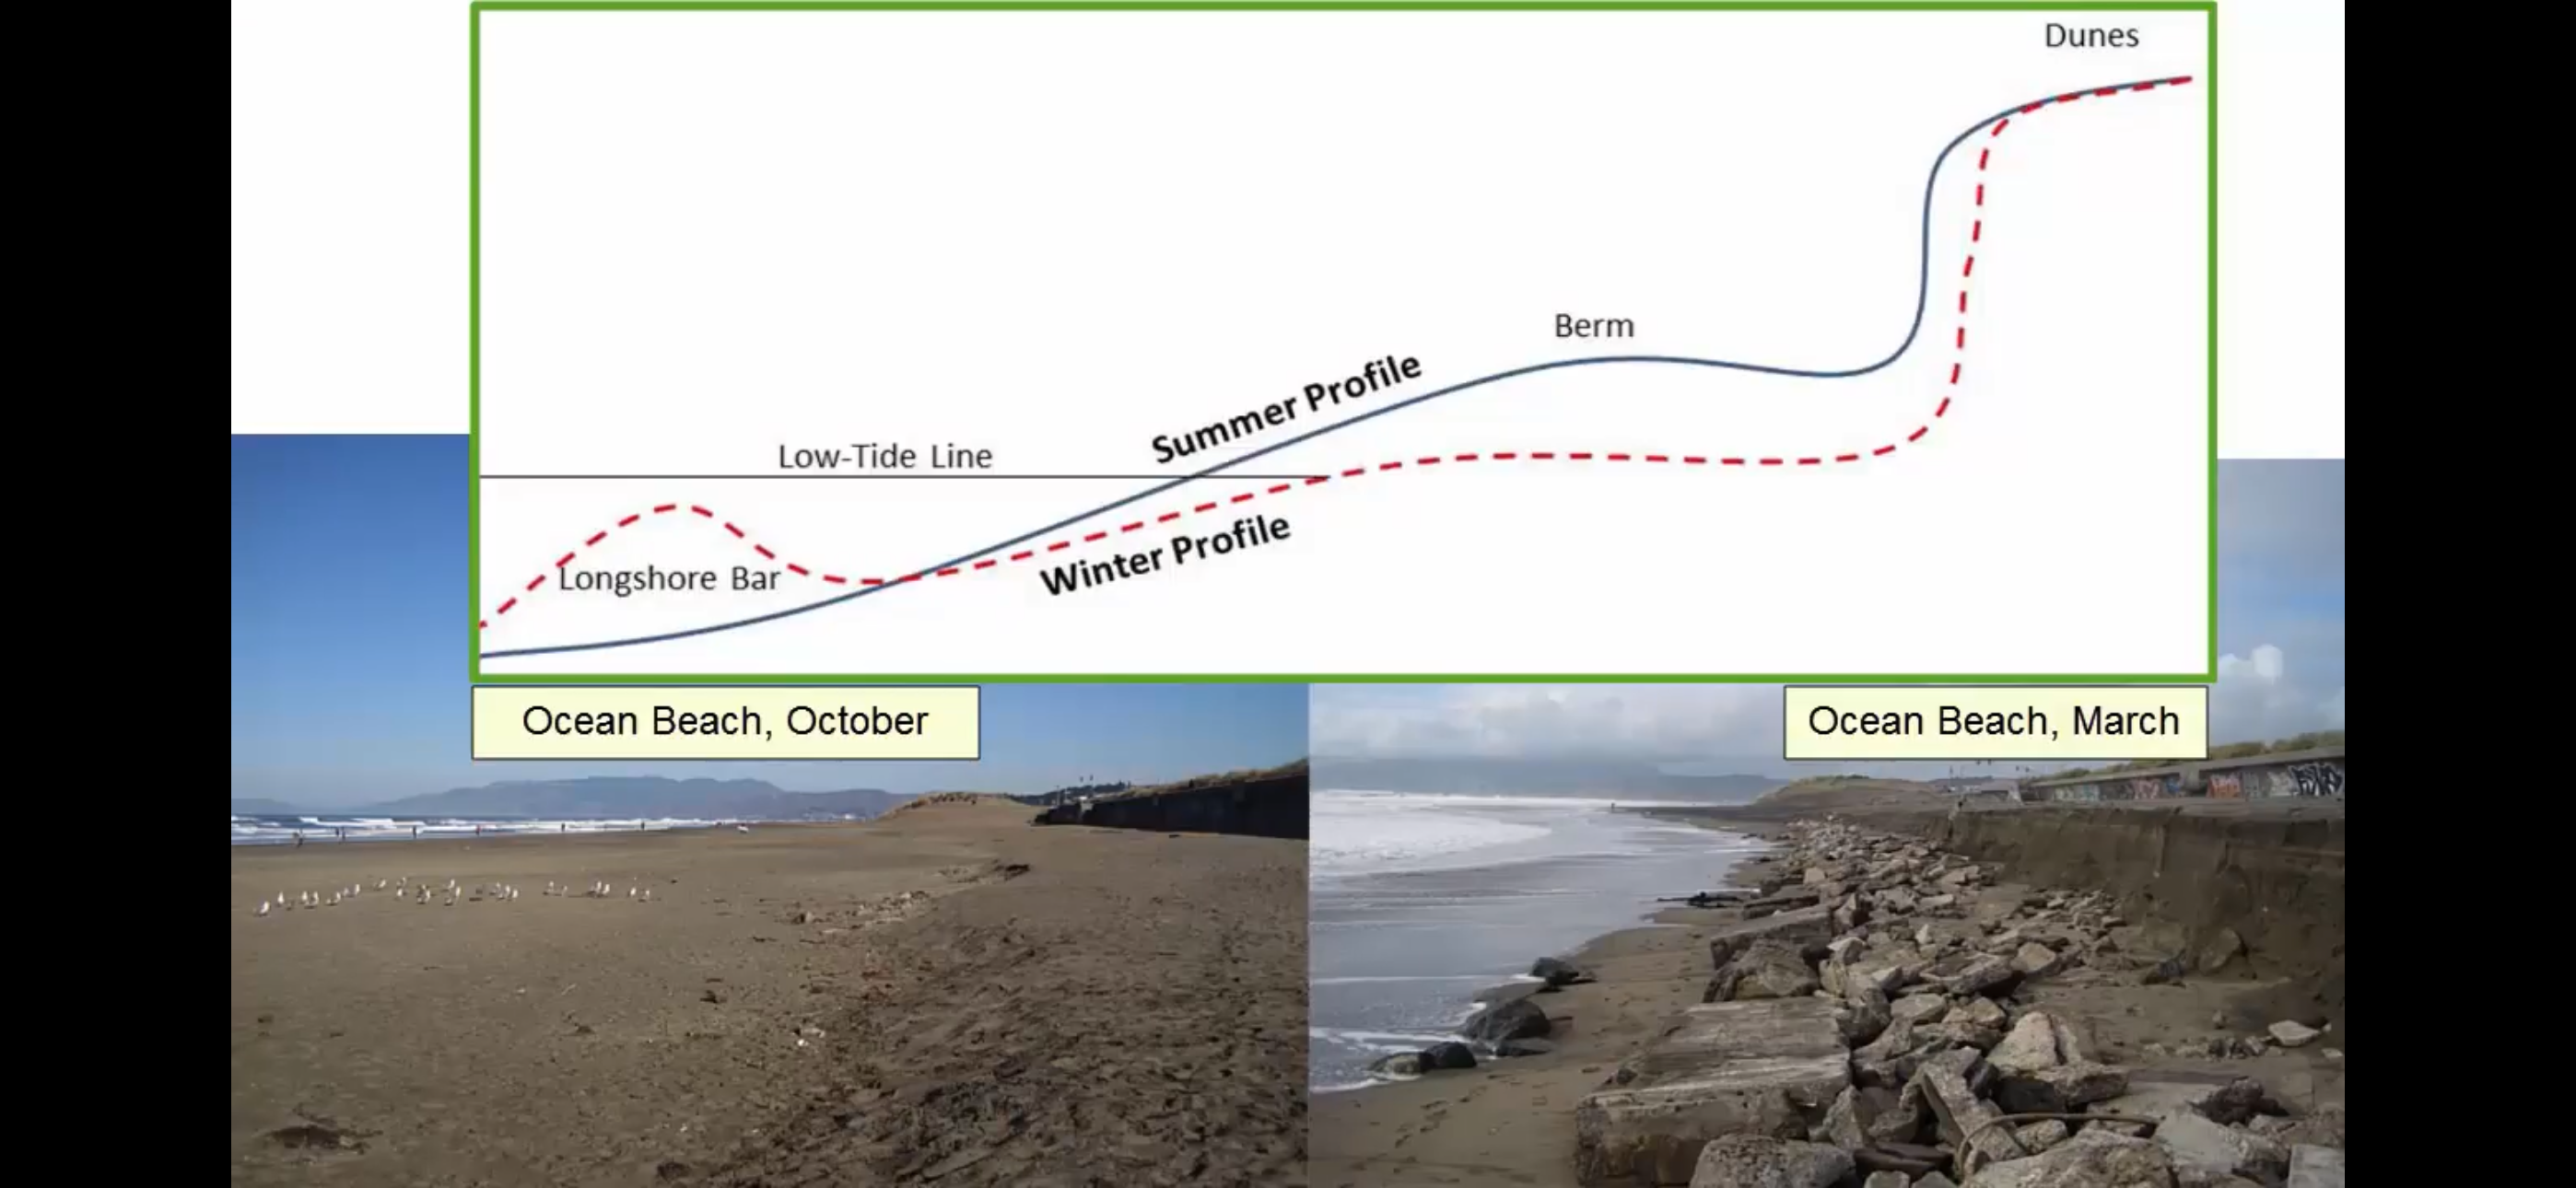 Dunes
Berm
Summer Profile
Low-Tide Line
Winter Profile
Longshore Bar
Ocean Beach, October
Ocean Beach, March